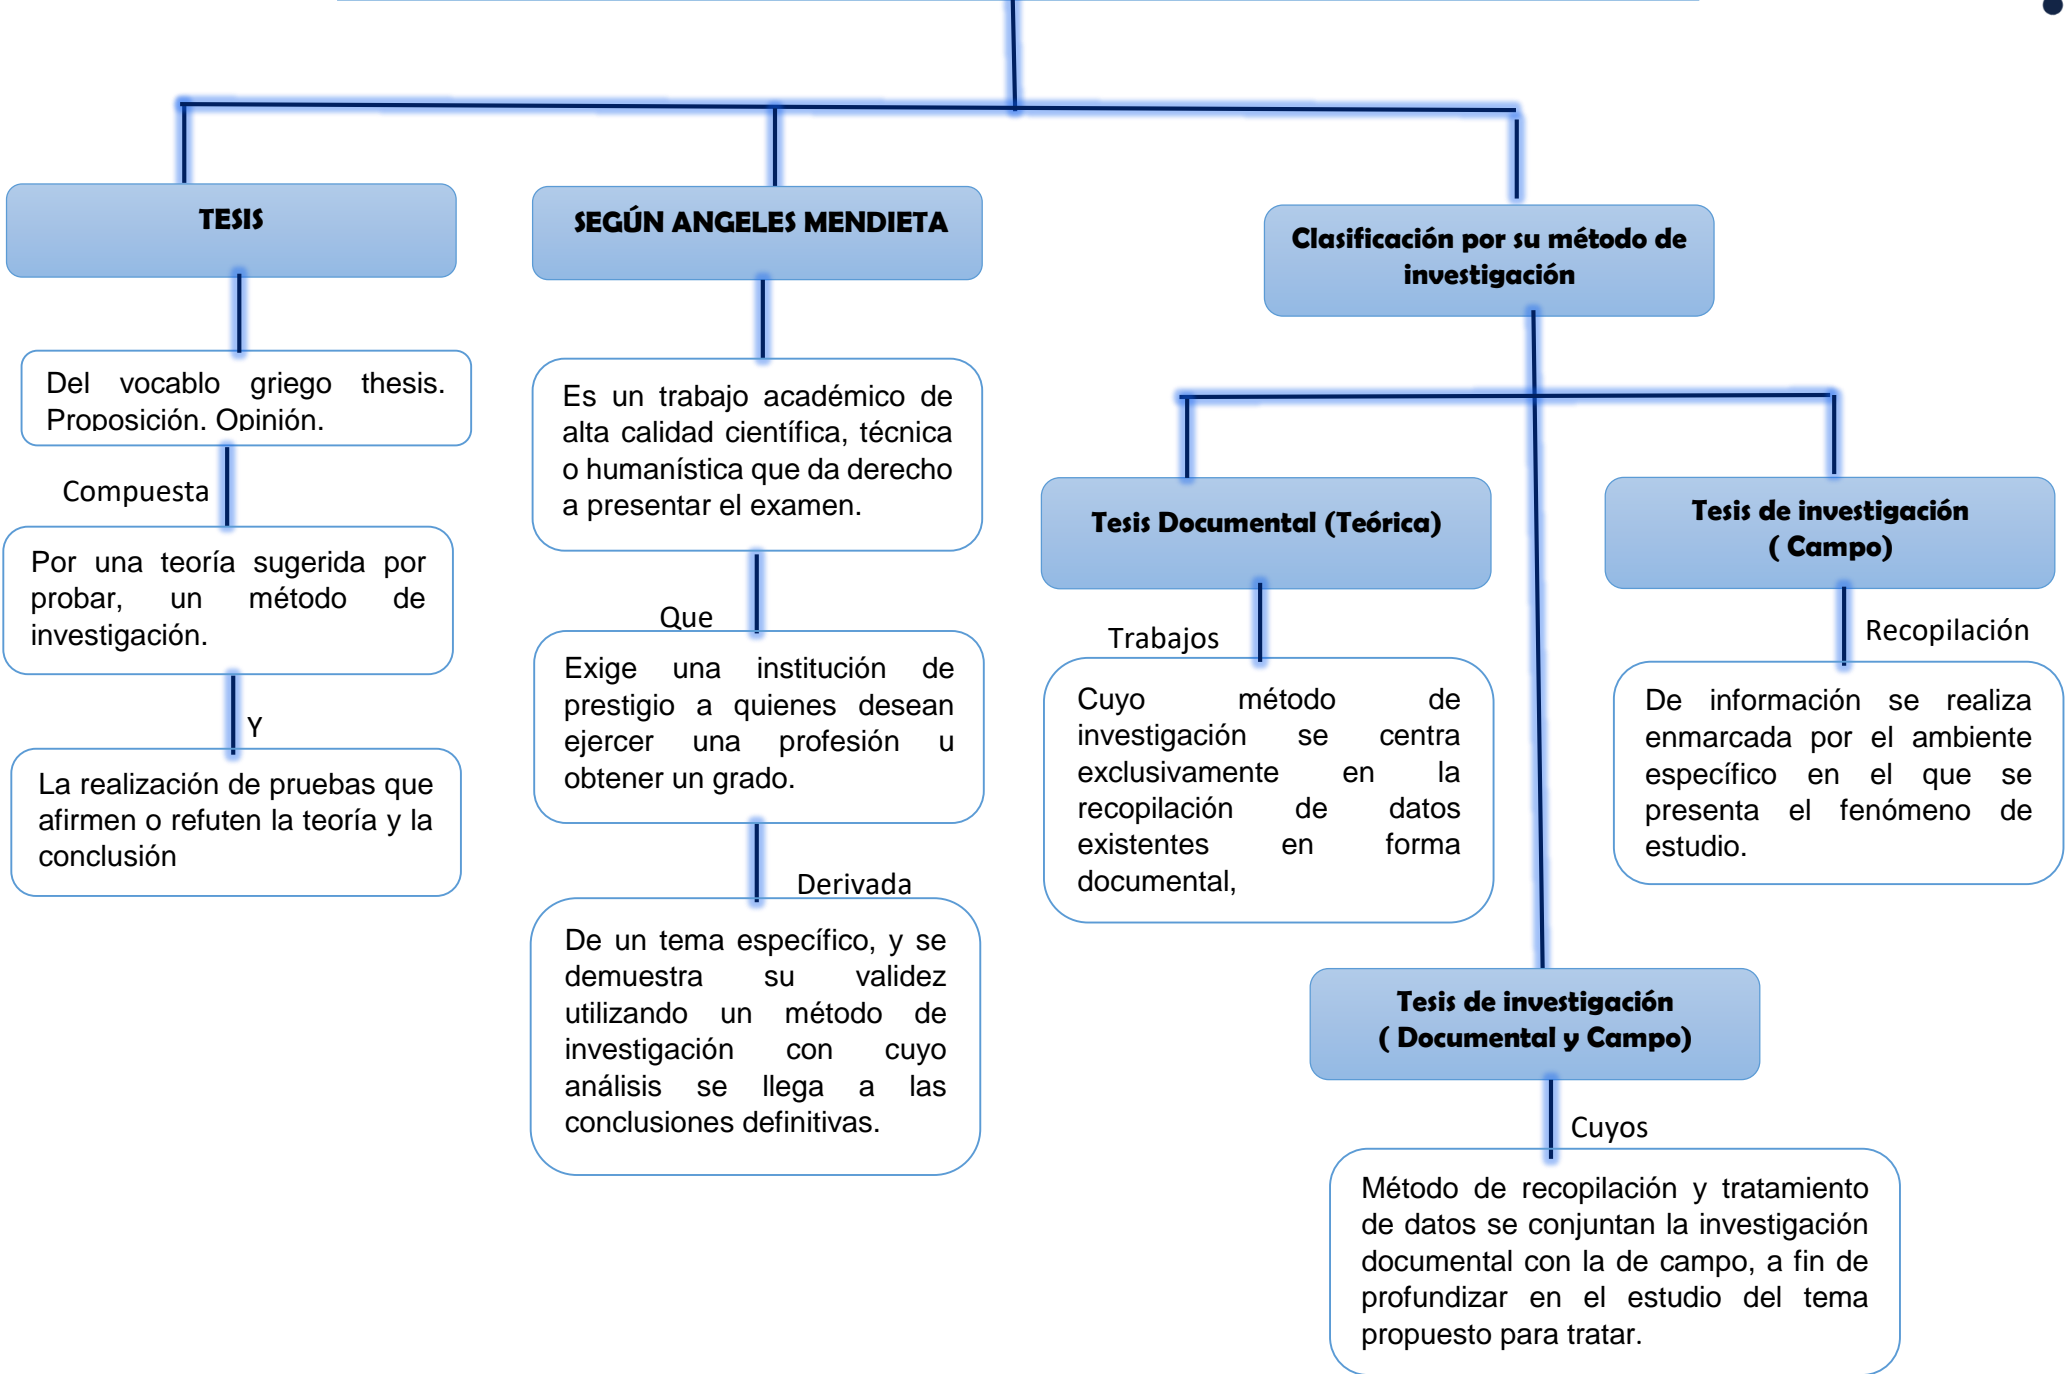 TESIS
Del vocablo griego thesis.
Proposición. Opinión.
Compuesta
Por una teoría sugerida por
probar, un método de
investigación.
Y
La realización de pruebas que
afirmen o refuten la teoría y la
conclusión
SEGÚN ANGELES MENDIETA
Es un trabajo académico de
alta calidad científica, técnica
o humanística que da derecho
a presentar el examen.
Que
Exige una institución de
prestigio a quienes desean
ejercer una profesión u
obtener un grado.
Derivada
De un tema específico, y se
demuestra su validez
utilizando un método de
investigación con cuyo
análisis se llega a las
conclusiones definitivas.
Clasificación por su método de
investigación
Tesis Documental (Teórica)
Trabajos
Cuyo método de
investigación se centra
exclusivamente en la
recopilación de datos
existentes en forma
documental,
Tesis de investigación
( Campo)
Recopilación
De información se realiza
enmarcada por el ambiente
específico en el que se
presenta el fenómeno de
estudio.
Tesis de investigación
( Documental y Campo)
Cuyos
Método de recopilación y tratamiento
de datos se conjuntan la investigación
documental con la de campo, a fin de
profundizar en el estudio del tema
propuesto para tratar.